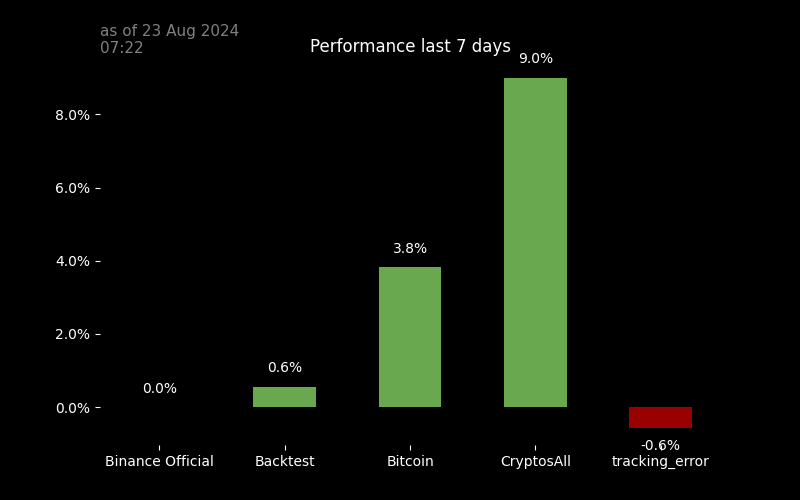 as of 23 Aug 2024
07:22
Performance last 7 days
9.0%
8.0%
6.0%
3.8%
4.0%
2.0%
0.6%
0.0%
0.0%
-0.6%
Binance Official
Backtest
Bitcoin
CryptosAll
tracking_error